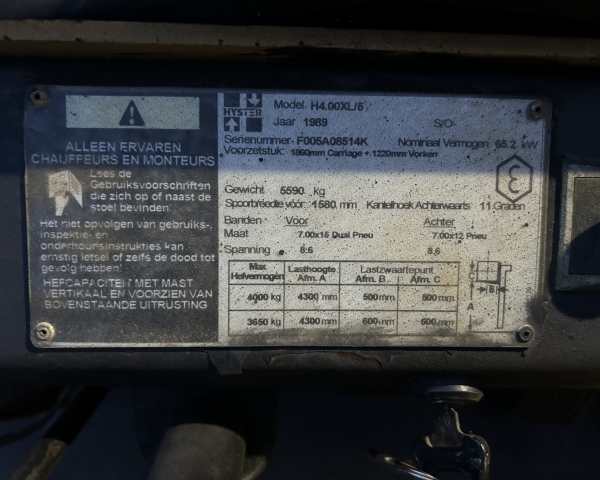 ALLEEN ERVAREN
CHAUFFEURS EN MONTEURS
Lees de
Gebruiksvoorschriften
die zich op of naast de
stoel bevinden.
Het niet opvolgen van gebruiks-,
inspektie- en
onderhoursinstrukties kan
ernstig letsel of zelfs de dood tot
gevolg hebben!
HEFCAPACITEIT MET MAST
VERTIKAAL EN VOORZIEN VAN
BOVENSTAANDE UITRUSTING
HYSTER
Model H4.00XL/5
Jaar 1989 S/O
Serienummer F005A08514K Nominaal Vermogen 65.2 kW
Voorzetstuk: 1860mm Carriage + 1220mm Vorken
Gewicht 5590 kg
Spoorbreedte voor: 1580 mm Kantelhoek Achterwaarts 11 Graden
Banden Voor Achter
Maat 7.00x15 Dual Pneu 7.00x12 Pneu
Spanning 8.6 8.6
Max Hefvermogen Lasthoogte Afm. A Lastzwaartepunt Afm. B Afm. C
4000 kg 4300 mm 500 mm 500 mm
3650 kg 4300 mm 600 mm 600 mm
C
B
A